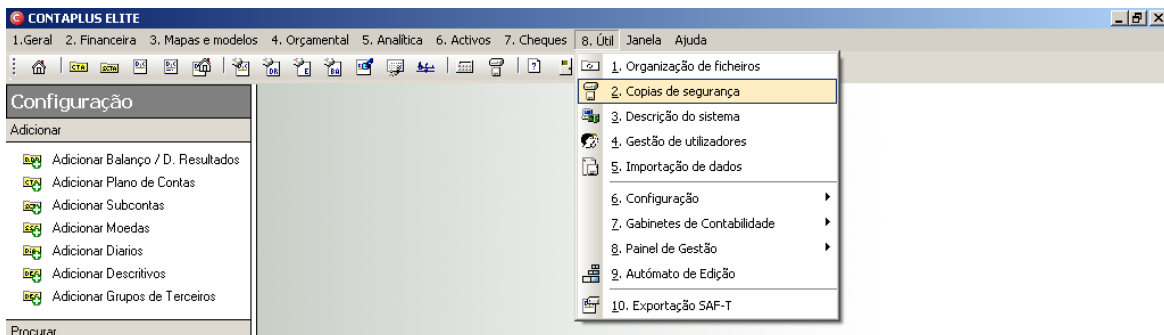 CONTAPLUS ELITE
1.Geral 2. Financeira 3. Mapas e modelos 4. Orçamental 5. Analítica 6. Activos 7. Cheques 8. Útil Janela Ajuda
Configuração
Adicionar
Adicionar Balanço / D. Resultados
Adicionar Plano de Contas
Adicionar Subcontas
Adicionar Moedas
Adicionar Diarios
Adicionar Descritivos
Adicionar Grupos de Terceiros
Procurar
1. Organização de ficheiros
2. Copias de segurança
3. Descrição do sistema
4. Gestão de utilizadores
5. Importação de dados
6. Configuração
7. Gabinetes de Contabilidade
8. Painel de Gestão
9. Autómato de Edição
10. Exportação SAF-T